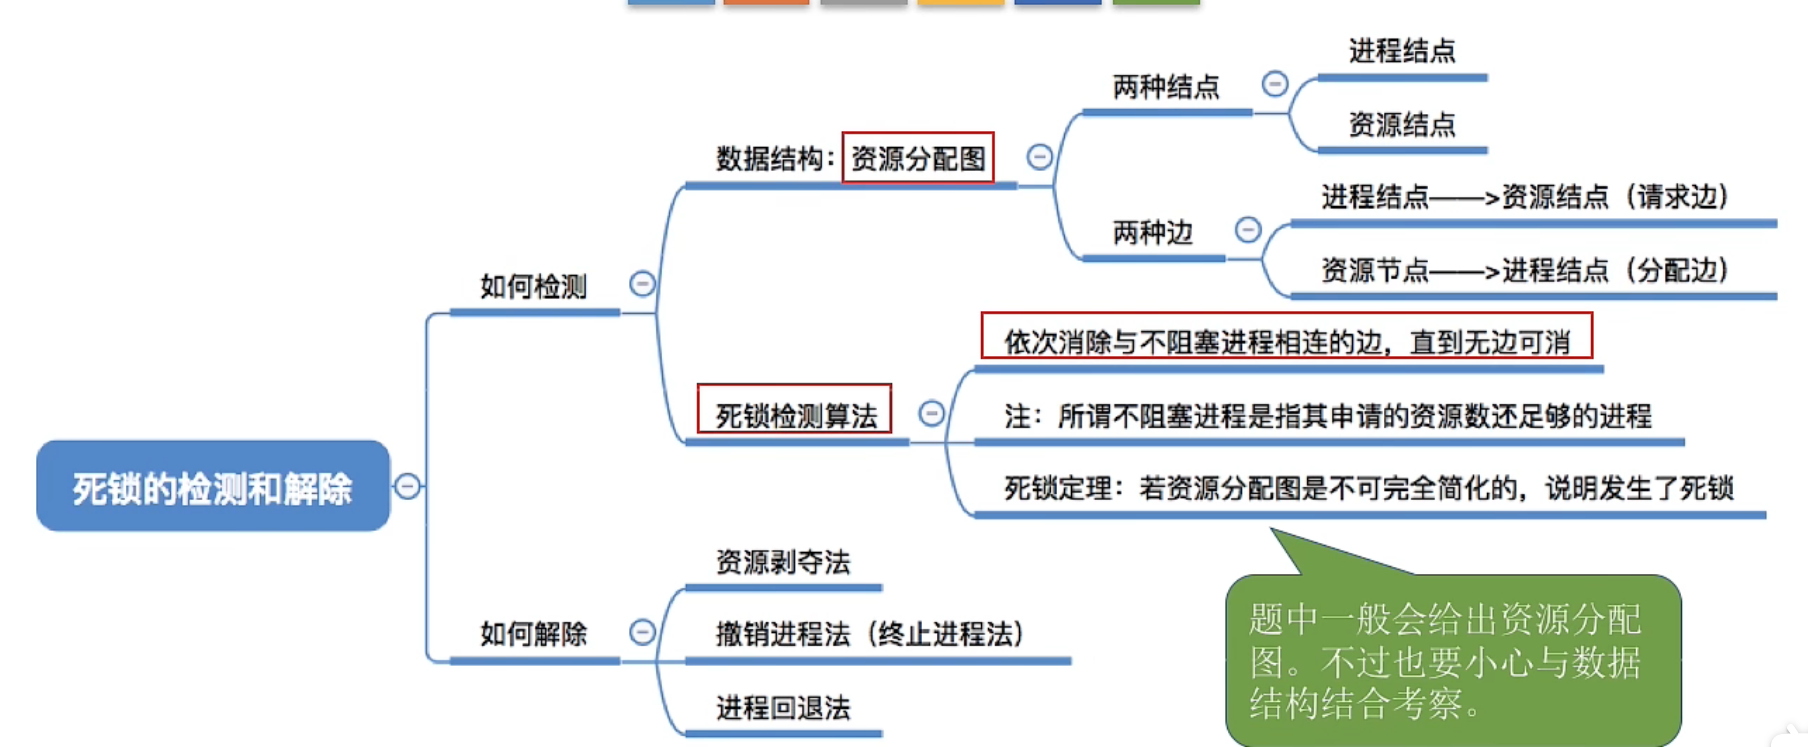 死锁的检测和解除
如何检测
数据结构：资源分配图
两种结点
进程结点
资源结点
两种边
进程结点——>资源结点（请求边）
资源节点——>进程结点（分配边）
死锁检测算法
依次消除与不阻塞进程相连的边，直到无边可消
注：所谓不阻塞进程是指其申请的资源数还足够的进程
死锁定理：若资源分配图是不可完全简化的，说明发生了死锁
如何解除
资源剥夺法
撤销进程法（终止进程法）
进程回退法
题中一般会给出资源分配
图。不过也要小心与数据
结构结合考察。